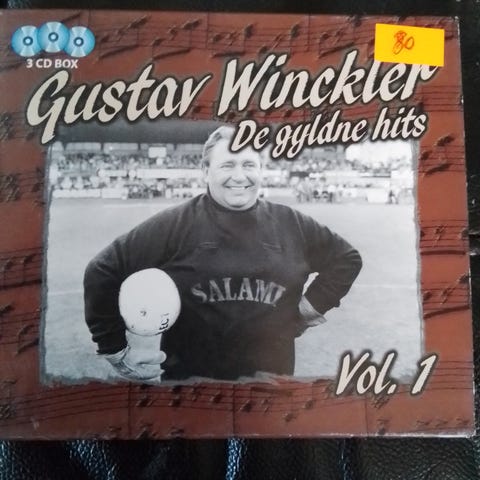 3 CD BOX
80
Gustav Winckler
De gyldne hits
SALAMI
Vol. 1